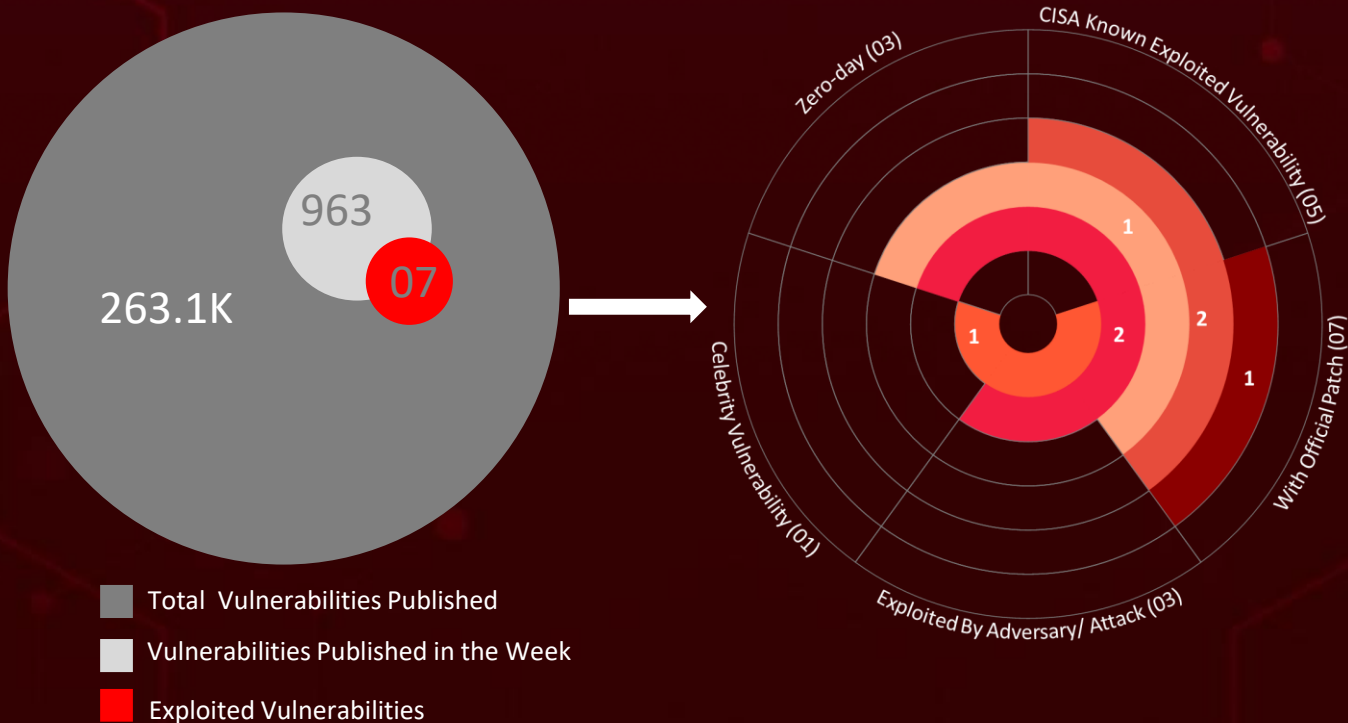 963
07
263.1K
Total Vulnerabilities Published
Vulnerabilities Published in the Week
Exploited Vulnerabilities
Zero-day (03)
CISA Known Exploited Vulnerability (05)
With Official Patch (07)
Exploited By Adversary/ Attack (03)
Celebrity Vulnerability (01)
1
2
1
2
1